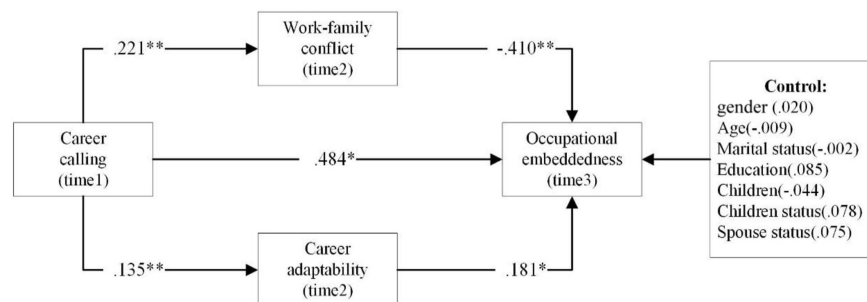 Work-family
conflict
(time2)
.221**
-.410**
Career
calling
(time1)
.484*
Occupational
embeddedness
(time3)
Control:
gender (.020)
Age(-.009)
Marital status(-.002)
Education(.085)
Children(-.044)
Children status(.078)
Spouse status(.075)
.135**
Career
adaptability
(time2)
.181*